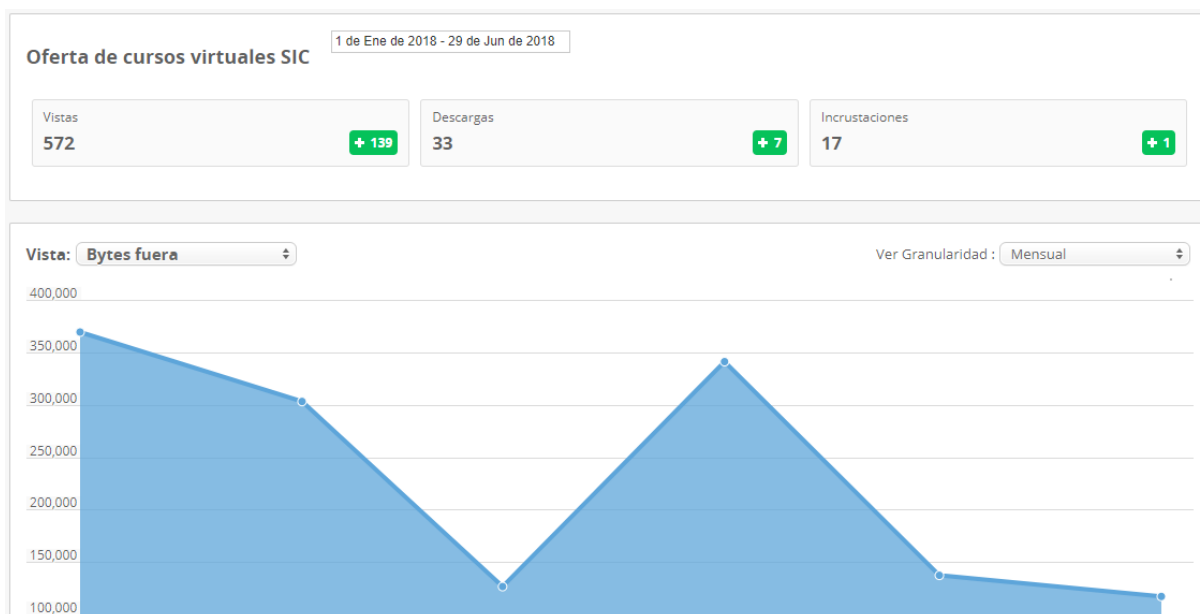 Oferta de cursos virtuales SIC
1 de Ene de 2018 - 29 de Jun de 2018
Vistas
572
+ 139
Descargas
33
+ 7
Incrustaciones
17
+ 1
Vista: Bytes fuera
Ver Granularidad : Mensual
400,000
350,000
300,000
250,000
200,000
150,000
100,000